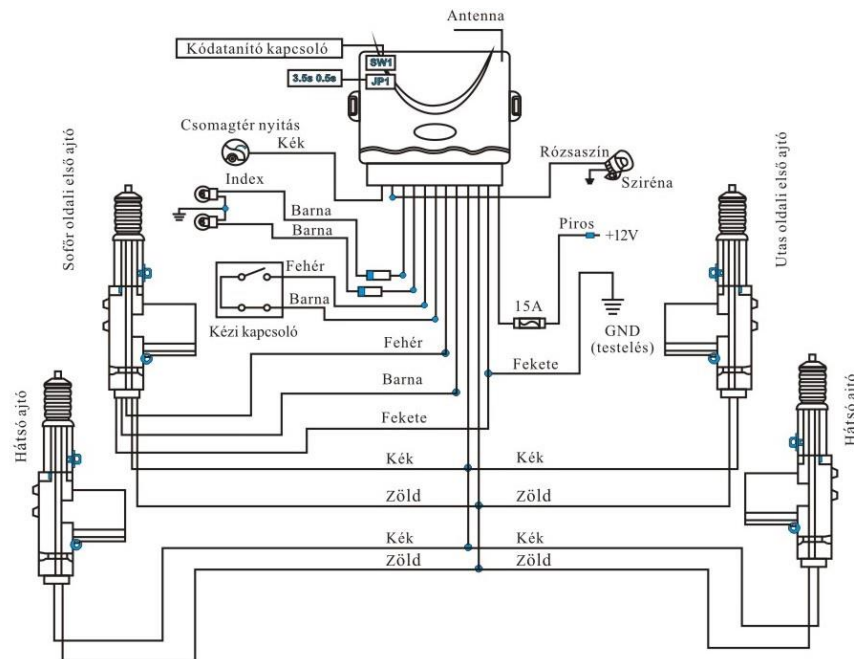 Antenna
Kódatanító kapcsoló
SW1
3.5s 0.5s
JP1
Csomagtér nyitás
Kék
Rózsaszín
Sziréna
Index
Barna
Barna
Piros
+12V
Fehér
Barna
Kézi kapcsoló
15A
GND
(testelés)
Fehér
Fekete
Barna
Fekete
Kék
Kék
Zöld
Zöld
Kék
Kék
Zöld
Zöld
Sofőr oldali első ajtó
Utas oldali első ajtó
Hátsó ajtó
Hátsó ajtó